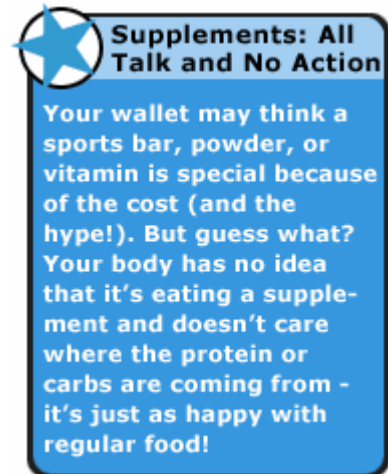 Supplements: All
Talk and No Action
Your wallet may think a
sports bar, powder, or
vitamin is special because
of the cost (and the
hype!). But guess what?
Your body has no idea
that it’s eating a supple-
ment and doesn’t care
where the protein or
carbs are coming from -
it’s just as happy with
regular food!